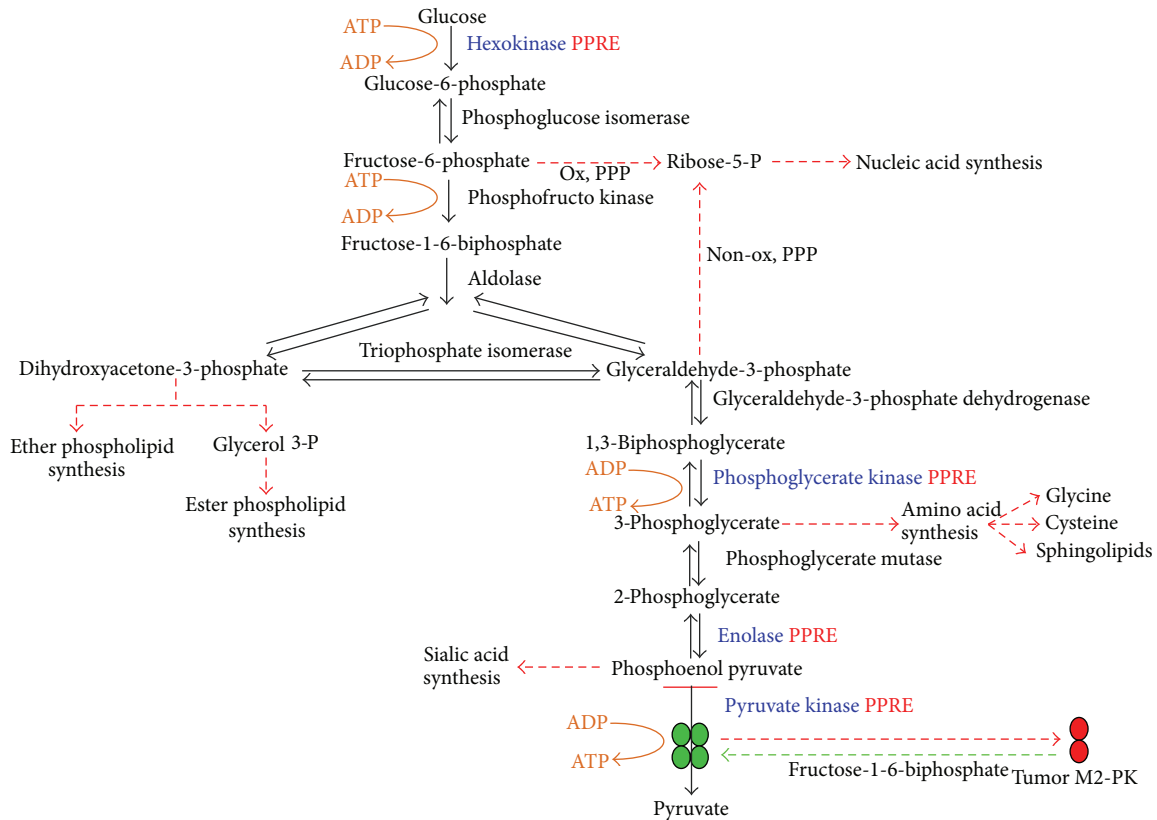 Glucose
ATP
Hexokinase PPRE
ADP
Glucose-6-phosphate
Phosphoglucose isomerase
Fructose-6-phosphate
Ribose-5-P
Nucleic acid synthesis
Ox, PPP
ATP
Phosphofructo kinase
ADP
Fructose-1-6-biphosphate
Non-ox, PPP
Aldolase
Triophosphate isomerase
Dihydroxyacetone-3-phosphate
Glyceraldehyde-3-phosphate
Glyceraldehyde-3-phosphate dehydrogenase
Ether phospholipid
synthesis
Glycerol 3-P
1,3-Biphosphoglycerate
ADP
Phosphoglycerate kinase PPRE
ATP
Ester phospholipid
synthesis
3-Phosphoglycerate
Amino acid
synthesis
Glycine
Cysteine
Sphingolipids
Phosphoglycerate mutase
2-Phosphoglycerate
Enolase PPRE
Sialic acid
synthesis
Phosphoenol pyruvate
Pyruvate kinase PPRE
ADP
ATP
Fructose-1-6-biphosphate
Tumor M2-PK
Pyruvate